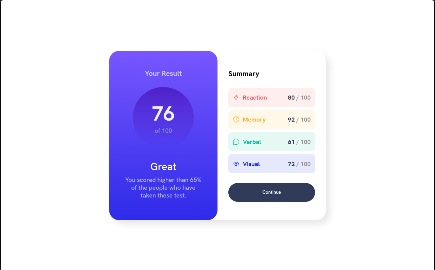 Your Result
76
of 100
Great
You scored higher than 65%
of the people who have
taken those test.
Summary
Reaction 80 / 100
Memory 92 / 100
Verbal 61 / 100
Visual 72 / 100
Continue